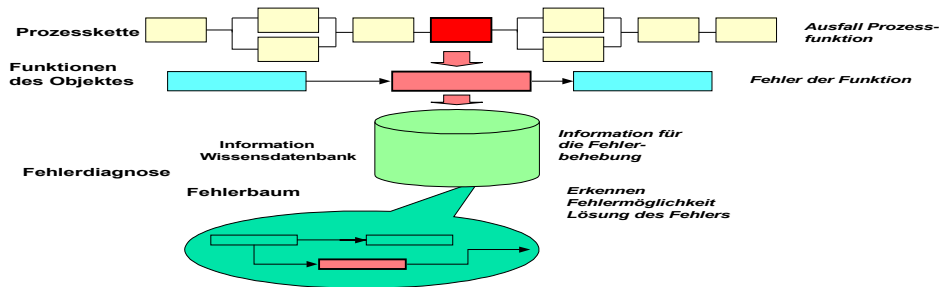 Prozesskette
Ausfall Prozess-
funktion
Funktionen
des Objektes
Fehler der Funktion
Information
Wissensdatenbank
Information für
die Fehler-
behebung
Fehlerdiagnose
Fehlerbaum
Erkennen
Fehlermöglichkeit
Lösung des Fehlers